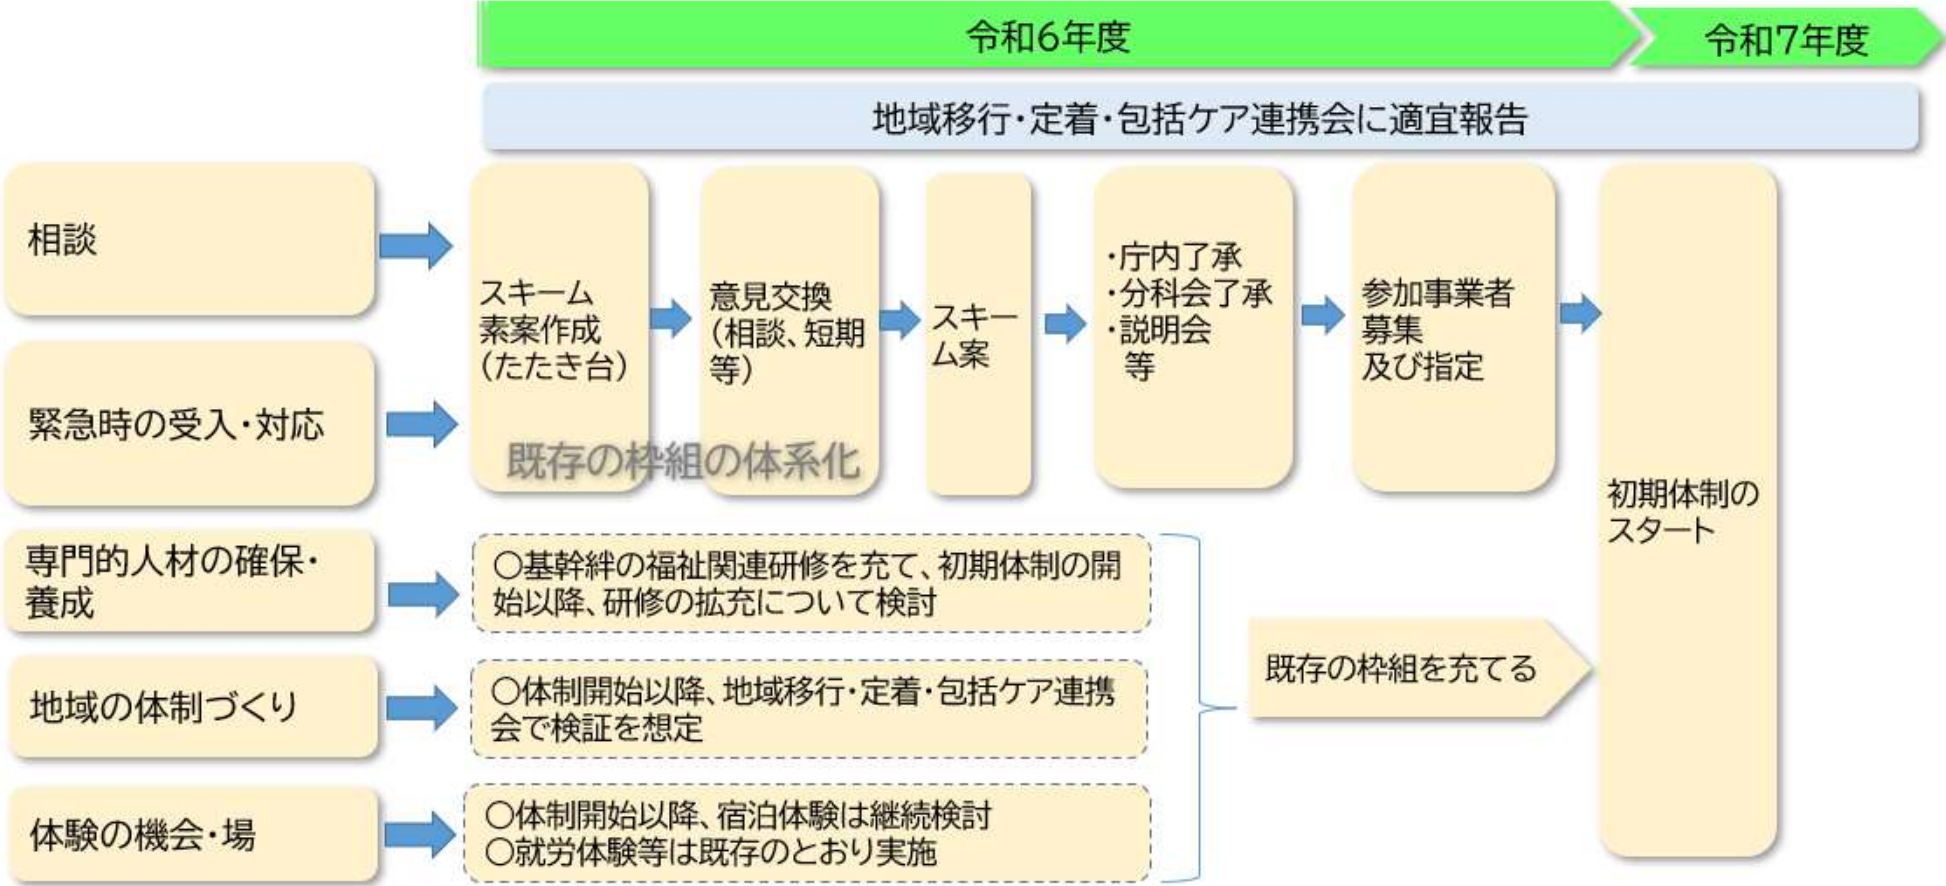 令和6年度
令和7年度
地域移行・定着・包括ケア連携会に適宜報告
相談
緊急時の受入・対応
スキーム
素案作成
(たたき台)
意見交換
(相談、短期
等)
既存の枠組の体系化
スキー
ム案
・庁内了承
・分科会了承
・説明会
等
参加事業者
募集
及び指定
初期体制の
スタート
専門的人材の確保・
養成
〇基幹絆の福祉関連研修を充て、初期体制の開
始以降、研修の拡充について検討
地域の体制づくり
〇体制開始以降、地域移行・定着・包括ケア連携
会で検証を想定
既存の枠組を充てる
体験の機会・場
〇体制開始以降、宿泊体験は継続検討
〇就労体験等は既存のとおり実施